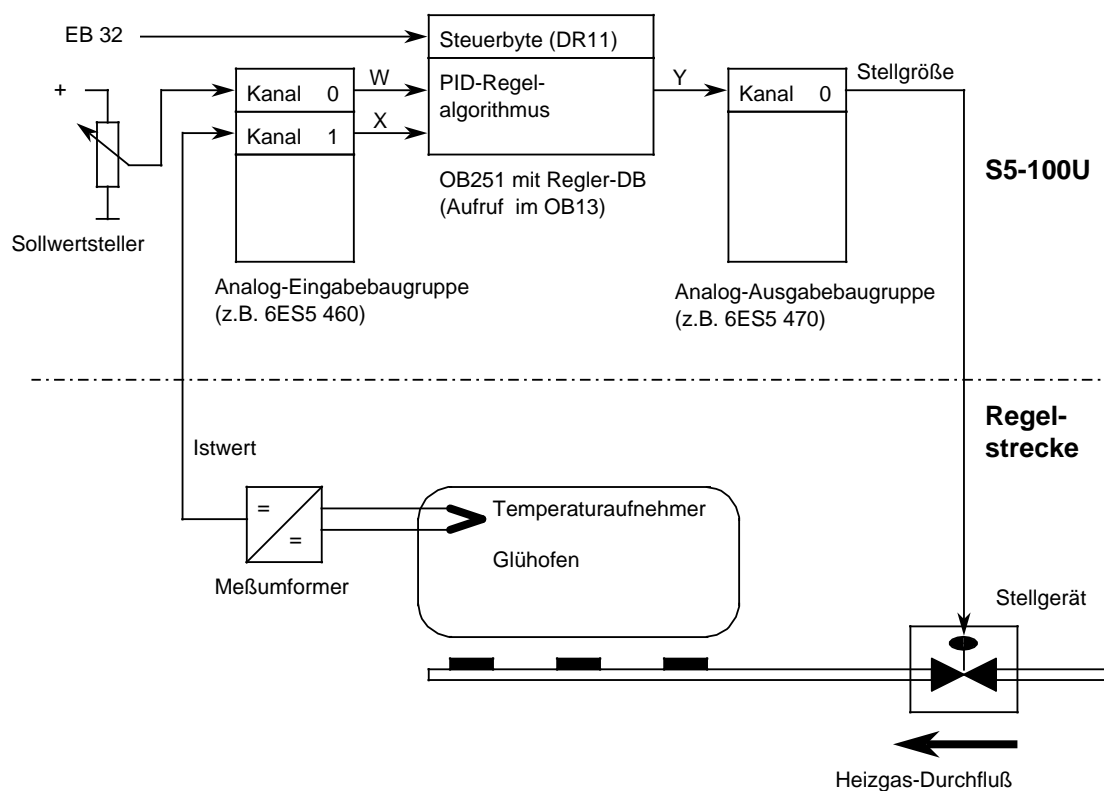 EB 32
Steuerbyte (DR11)
W
Y
Stellgröße
+
Kanal 0
PID-Regel-
algorithmus
Kanal 0
Kanal 1
X
S5-100U
OB251 mit Regler-DB
(Aufruf im OB13)
Sollwertsteller
Analog-Eingabebaugruppe
(z.B. 6ES5 460)
Analog-Ausgabebaugruppe
(z.B. 6ES5 470)
Regel-
strecke
Istwert
Temperaturaufnehmer
=
=
Glühofen
Meßumformer
Stellgerät
Heizgas-Durchfluß